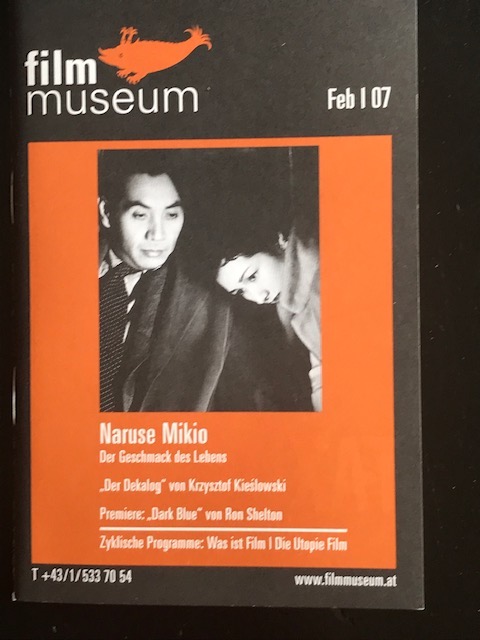 film
museum
Feb | 07
Naruse Mikio
Der Geschmack des Lebens
„Der Dekalog“ von Krzysztof Kieślowski
Premiere: „Dark Blue“ von Ron Shelton
Zyklische Programme: Was ist Film | Die Utopie Film
T +43/1/533 70 54
www.filmmuseum.at